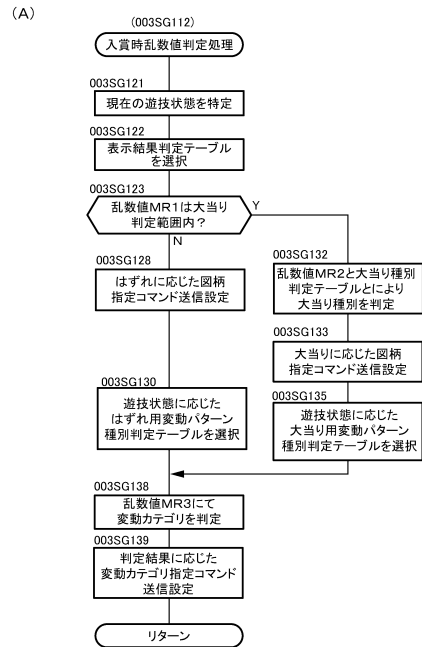 (A)
(003SG112)
入賞時乱数値判定処理
003SG121
現在の遊技状態を特定
003SG122
表示結果判定テーブル
を選択
003SG123
乱数値MR1は大当り
判定範囲内?
Y
N
003SG128
はずれに応じた図柄
指定コマンド送信設定
003SG130
遊技状態に応じた
はずれ用変動パターン
種別判定テーブルを選択
003SG132
乱数値MR2と大当り種別
判定テーブルとにより
大当り種別を判定
003SG133
大当りに応じた図柄
指定コマンド送信設定
003SG135
遊技状態に応じた
大当り用変動パターン
種別判定テーブルを選択
003SG138
乱数値MR3にて
変動カテゴリを判定
003SG139
判定結果に応じた
変動カテゴリ指定コマンド
送信設定
リターン